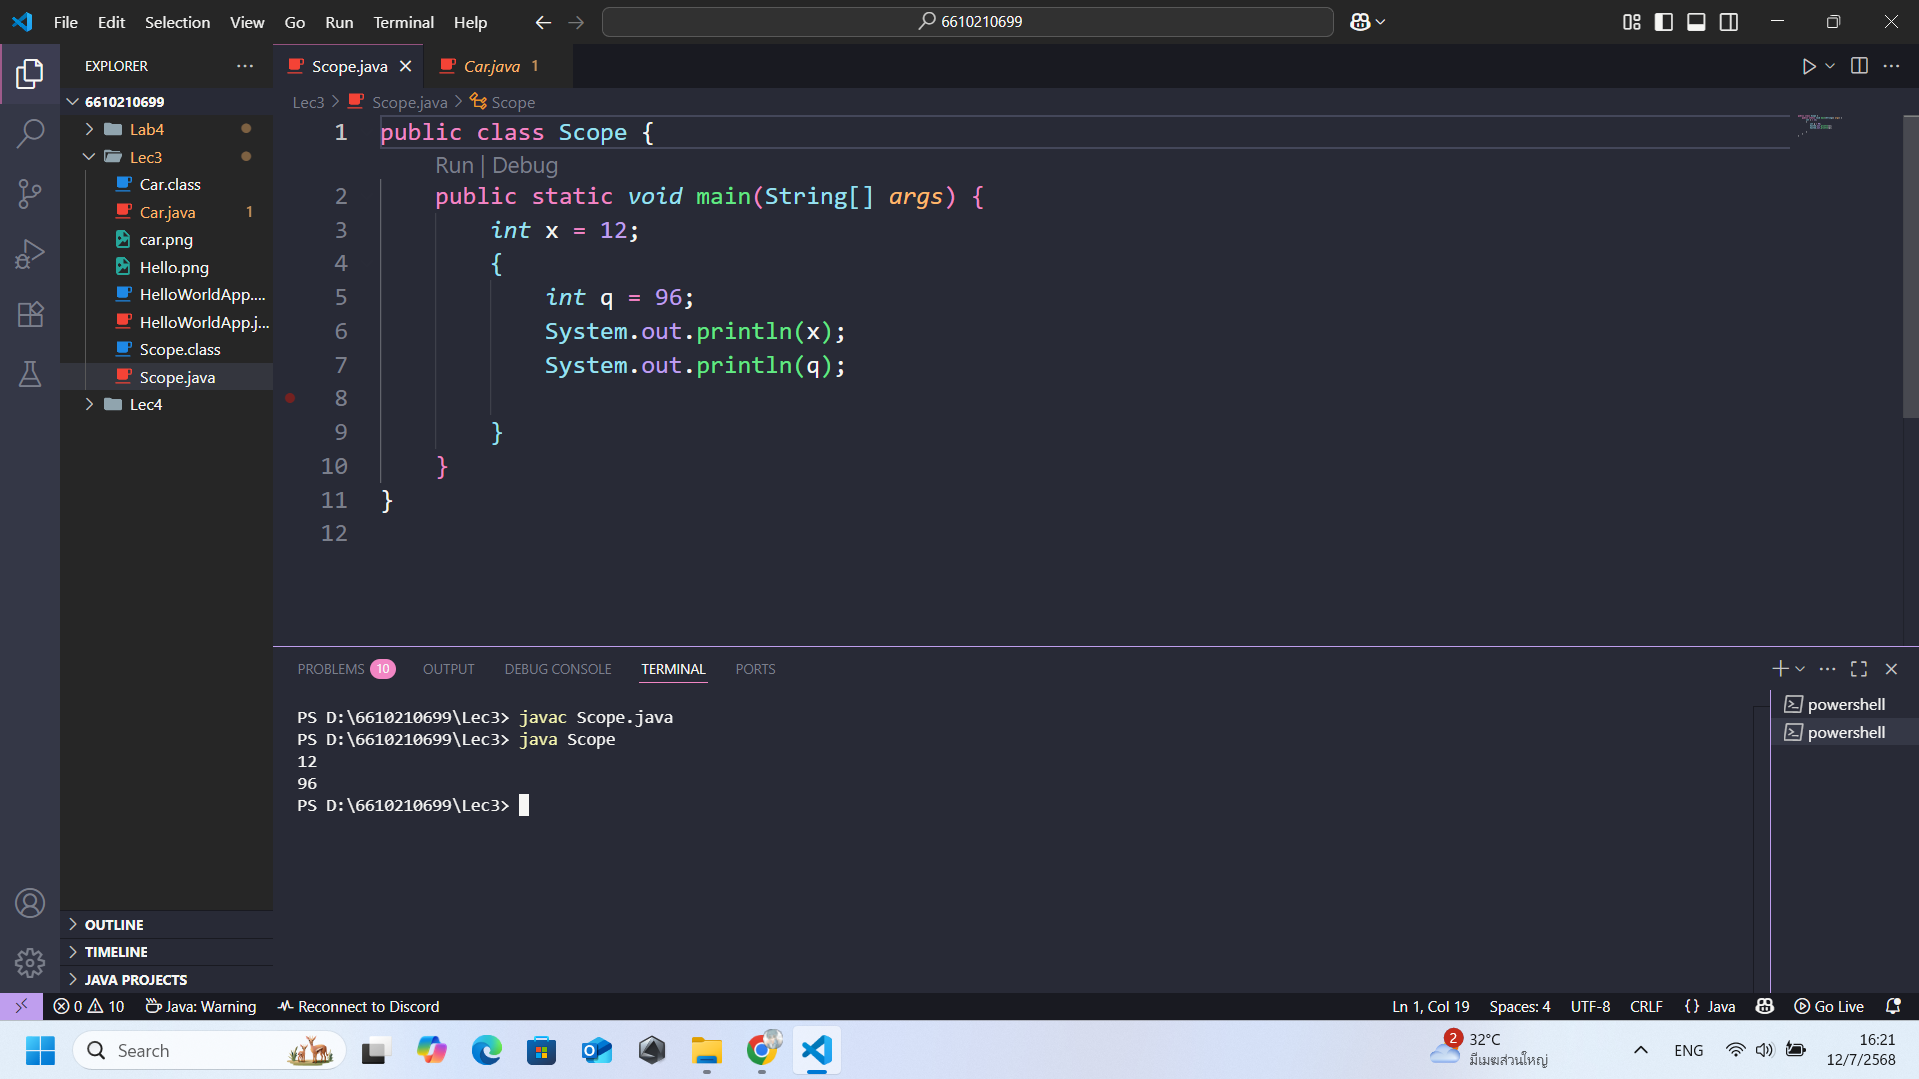 File Edit Selection View Go Run Terminal Help
6610210699
EXPLORER
6610210699
Lab4
Lec3
Car.class
Car.java 1
car.png
Hello.png
HelloWorldApp....
HelloWorldApp.j...
Scope.class
Scope.java
Lec4
OUTLINE
TIMELINE
JAVA PROJECTS
Scope.java
Car.java 1
Lec3 > Scope.java > Scope
1 public class Scope {
Run | Debug
2 public static void main(String[] args) {
3 int x = 12;
4 {
5 int q = 96;
6 System.out.println(x);
7 System.out.println(q);
8
9 }
10 }
11 }
12
PROBLEMS 10 OUTPUT DEBUG CONSOLE TERMINAL PORTS
PS D:\6610210699\Lec3> javac Scope.java
PS D:\6610210699\Lec3> java Scope
12
96
PS D:\6610210699\Lec3>
powershell
powershell
0 10 Java: Warning Reconnect to Discord
Ln 1, Col 19 Spaces: 4 UTF-8 CRLF {} Java Go Live
Search
2 32°C
มีเมฆส่วนใหญ่
ENG
16:21
12/7/2568